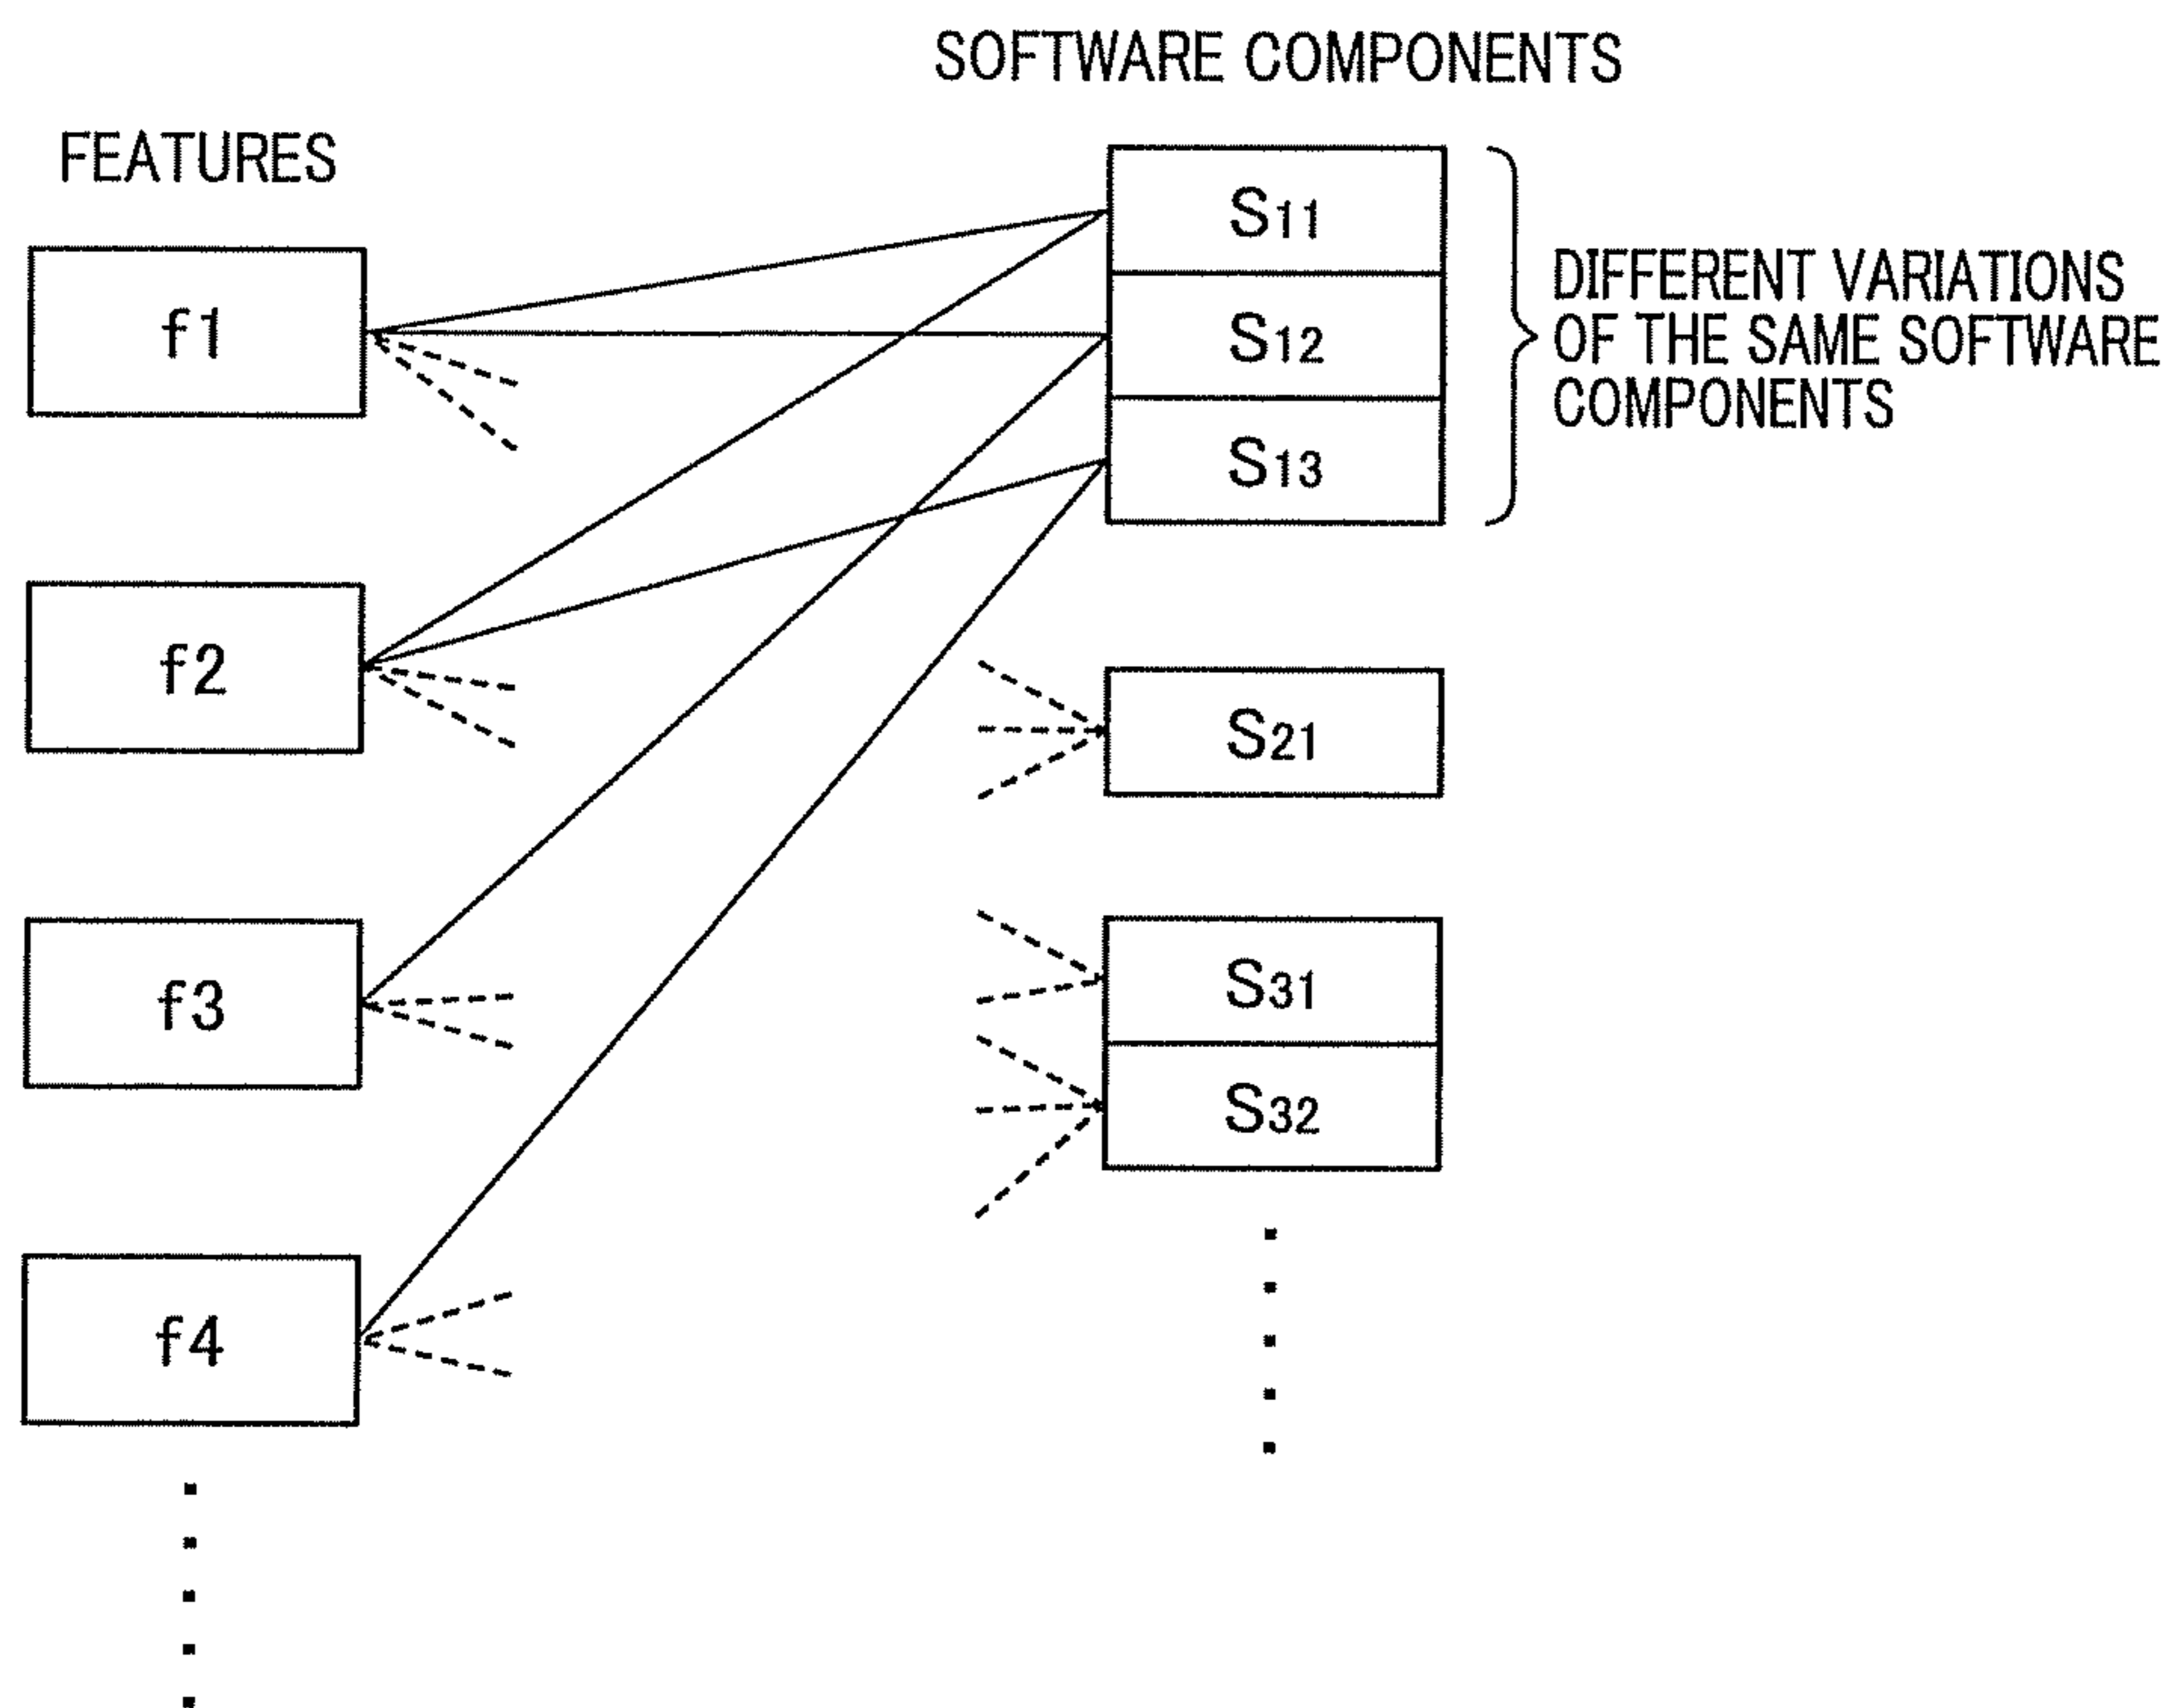 SOFTWARE COMPONENTS
FEATURES
f1
f2
f3
f4
S11
S12
S13
DIFFERENT VARIATIONS
OF THE SAME SOFTWARE
COMPONENTS
S21
S31
S32